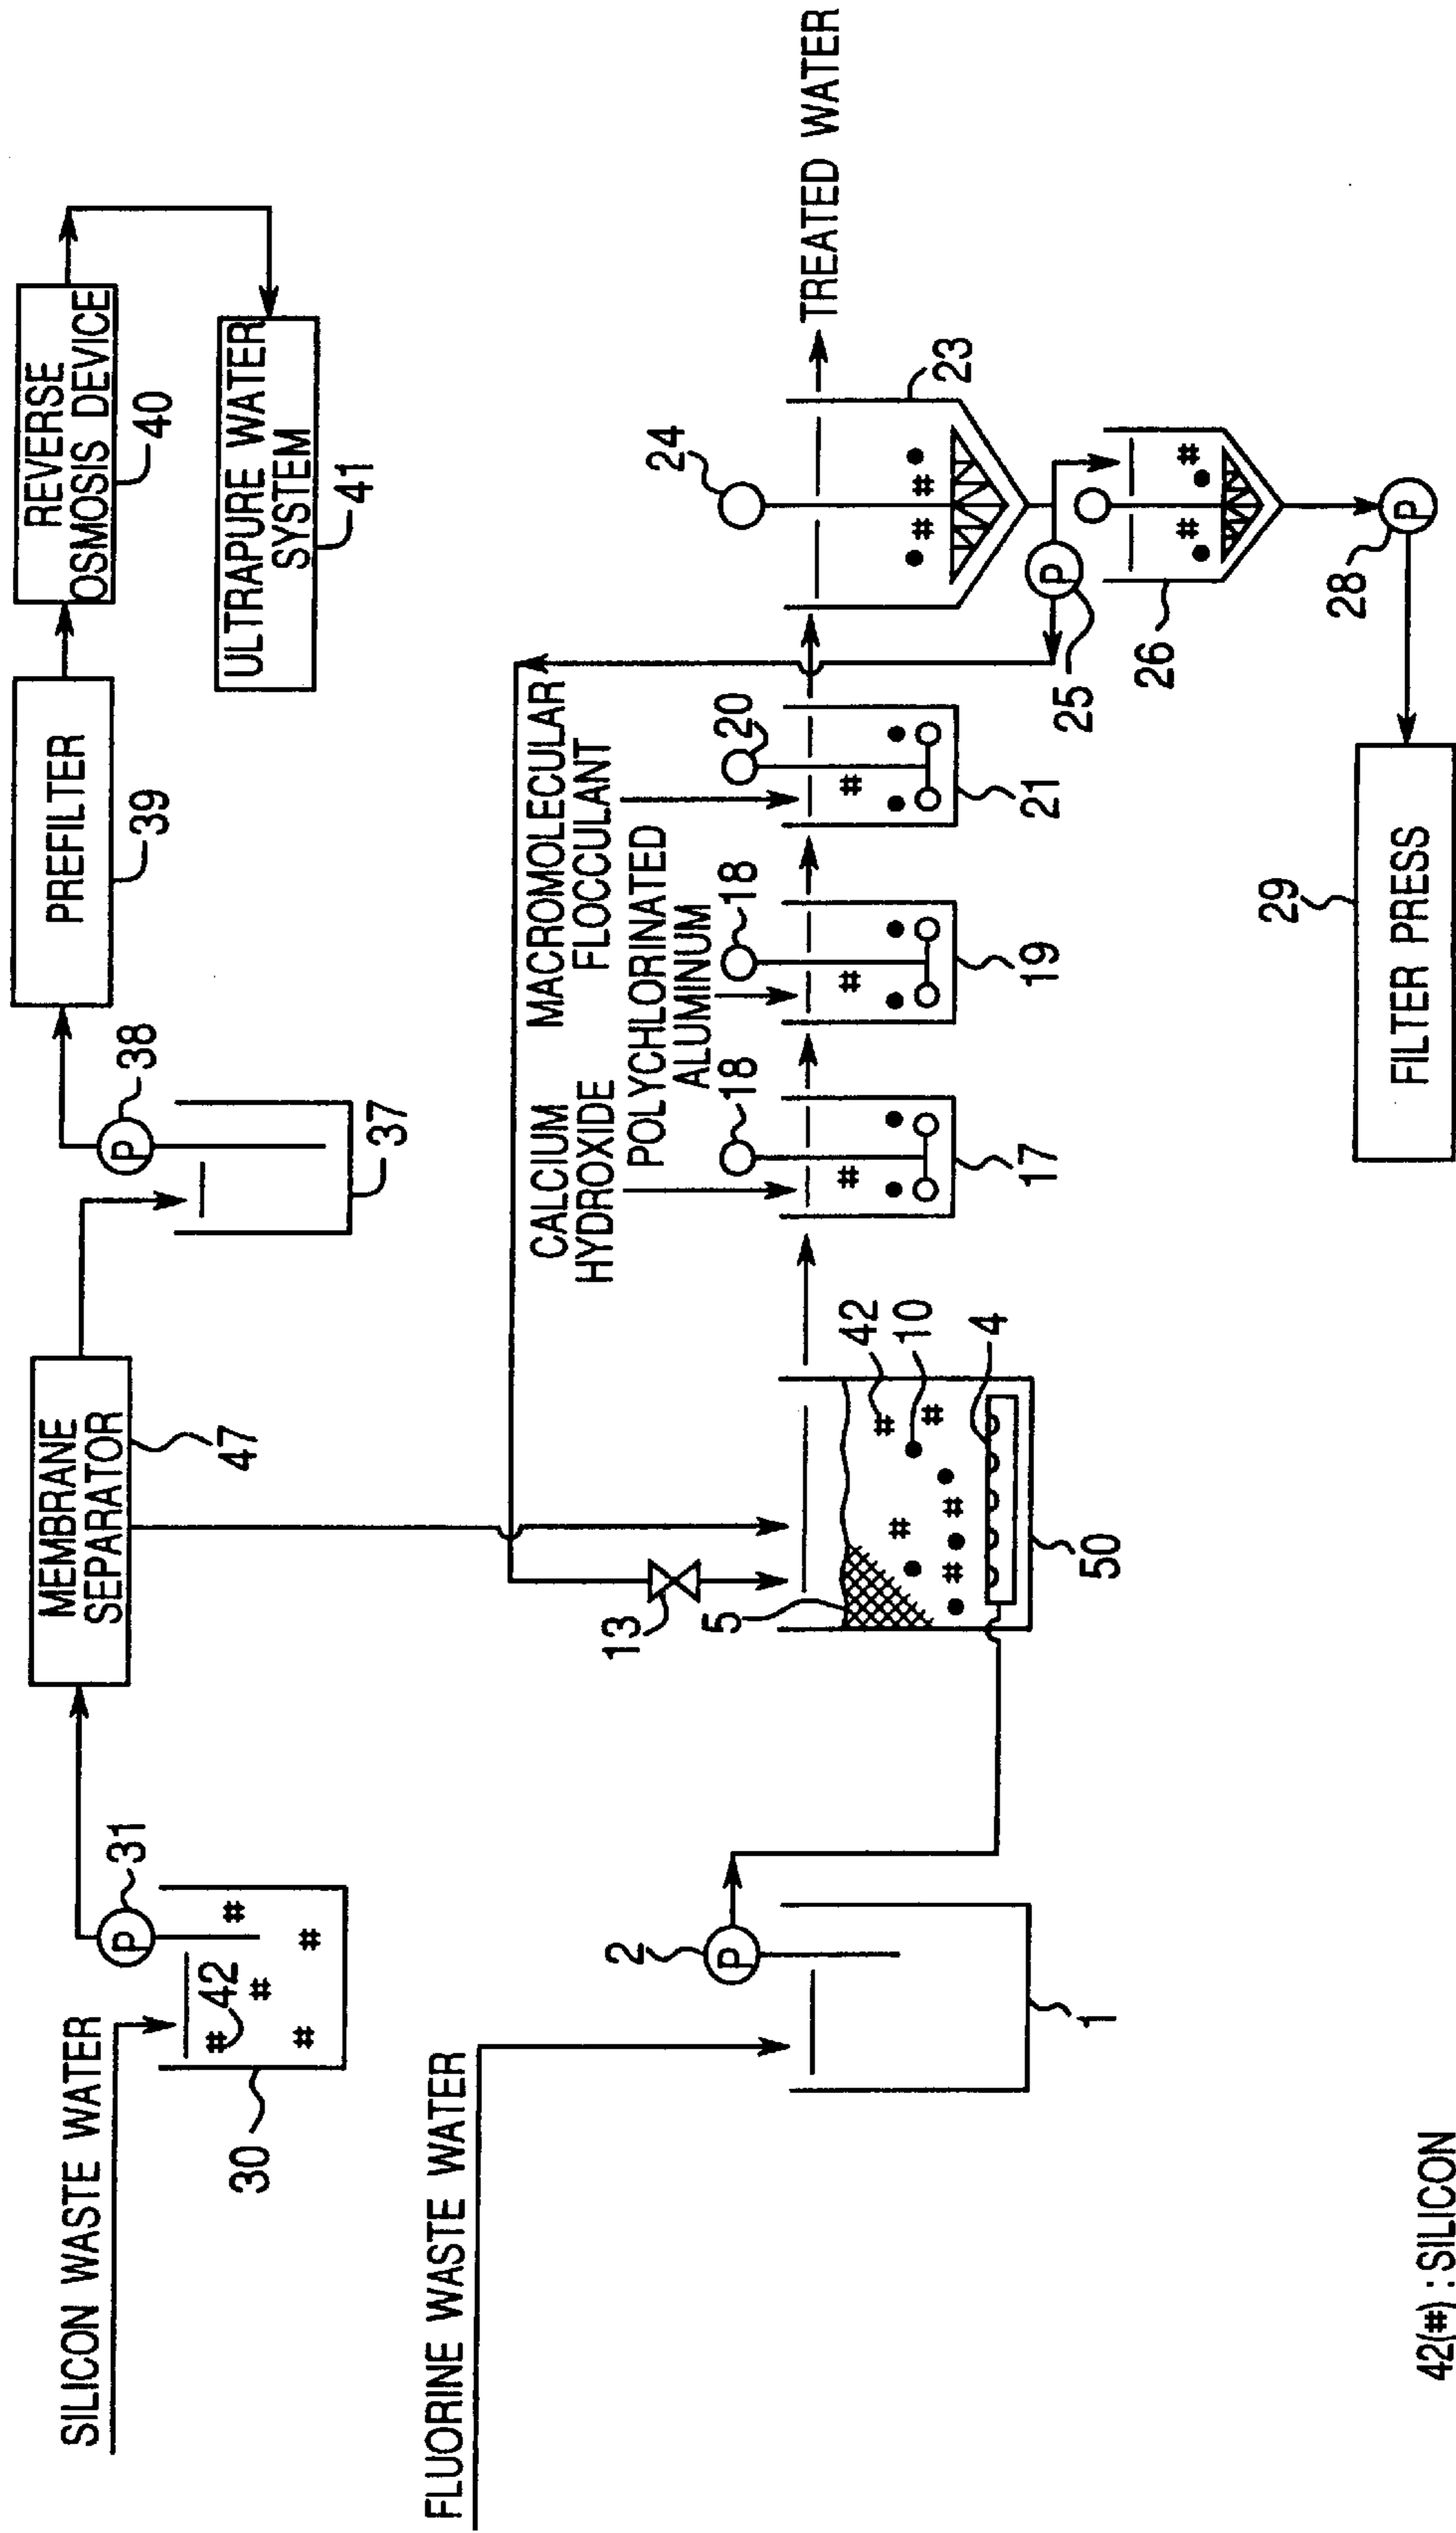 SILICON WASTE WATER
30
42
P
31
MEMBRANE
SEPARATOR
47
37
P
38
PREFILTER
39
REVERSE
OSMOSIS DEVICE
40
ULTRAPURE WATER
SYSTEM
41
FLUORINE WASTE WATER
1
2
P
13
5
50
42
10
4
CALCIUM
HYDROXIDE
18
17
POLYCHLORINATED
ALUMINUM
18
19
MACROMOLECULAR
FLOCCULANT
20
21
24
23
TREATED WATER
P
25
26
P
28
29
FILTER PRESS
42(#) : SILICON